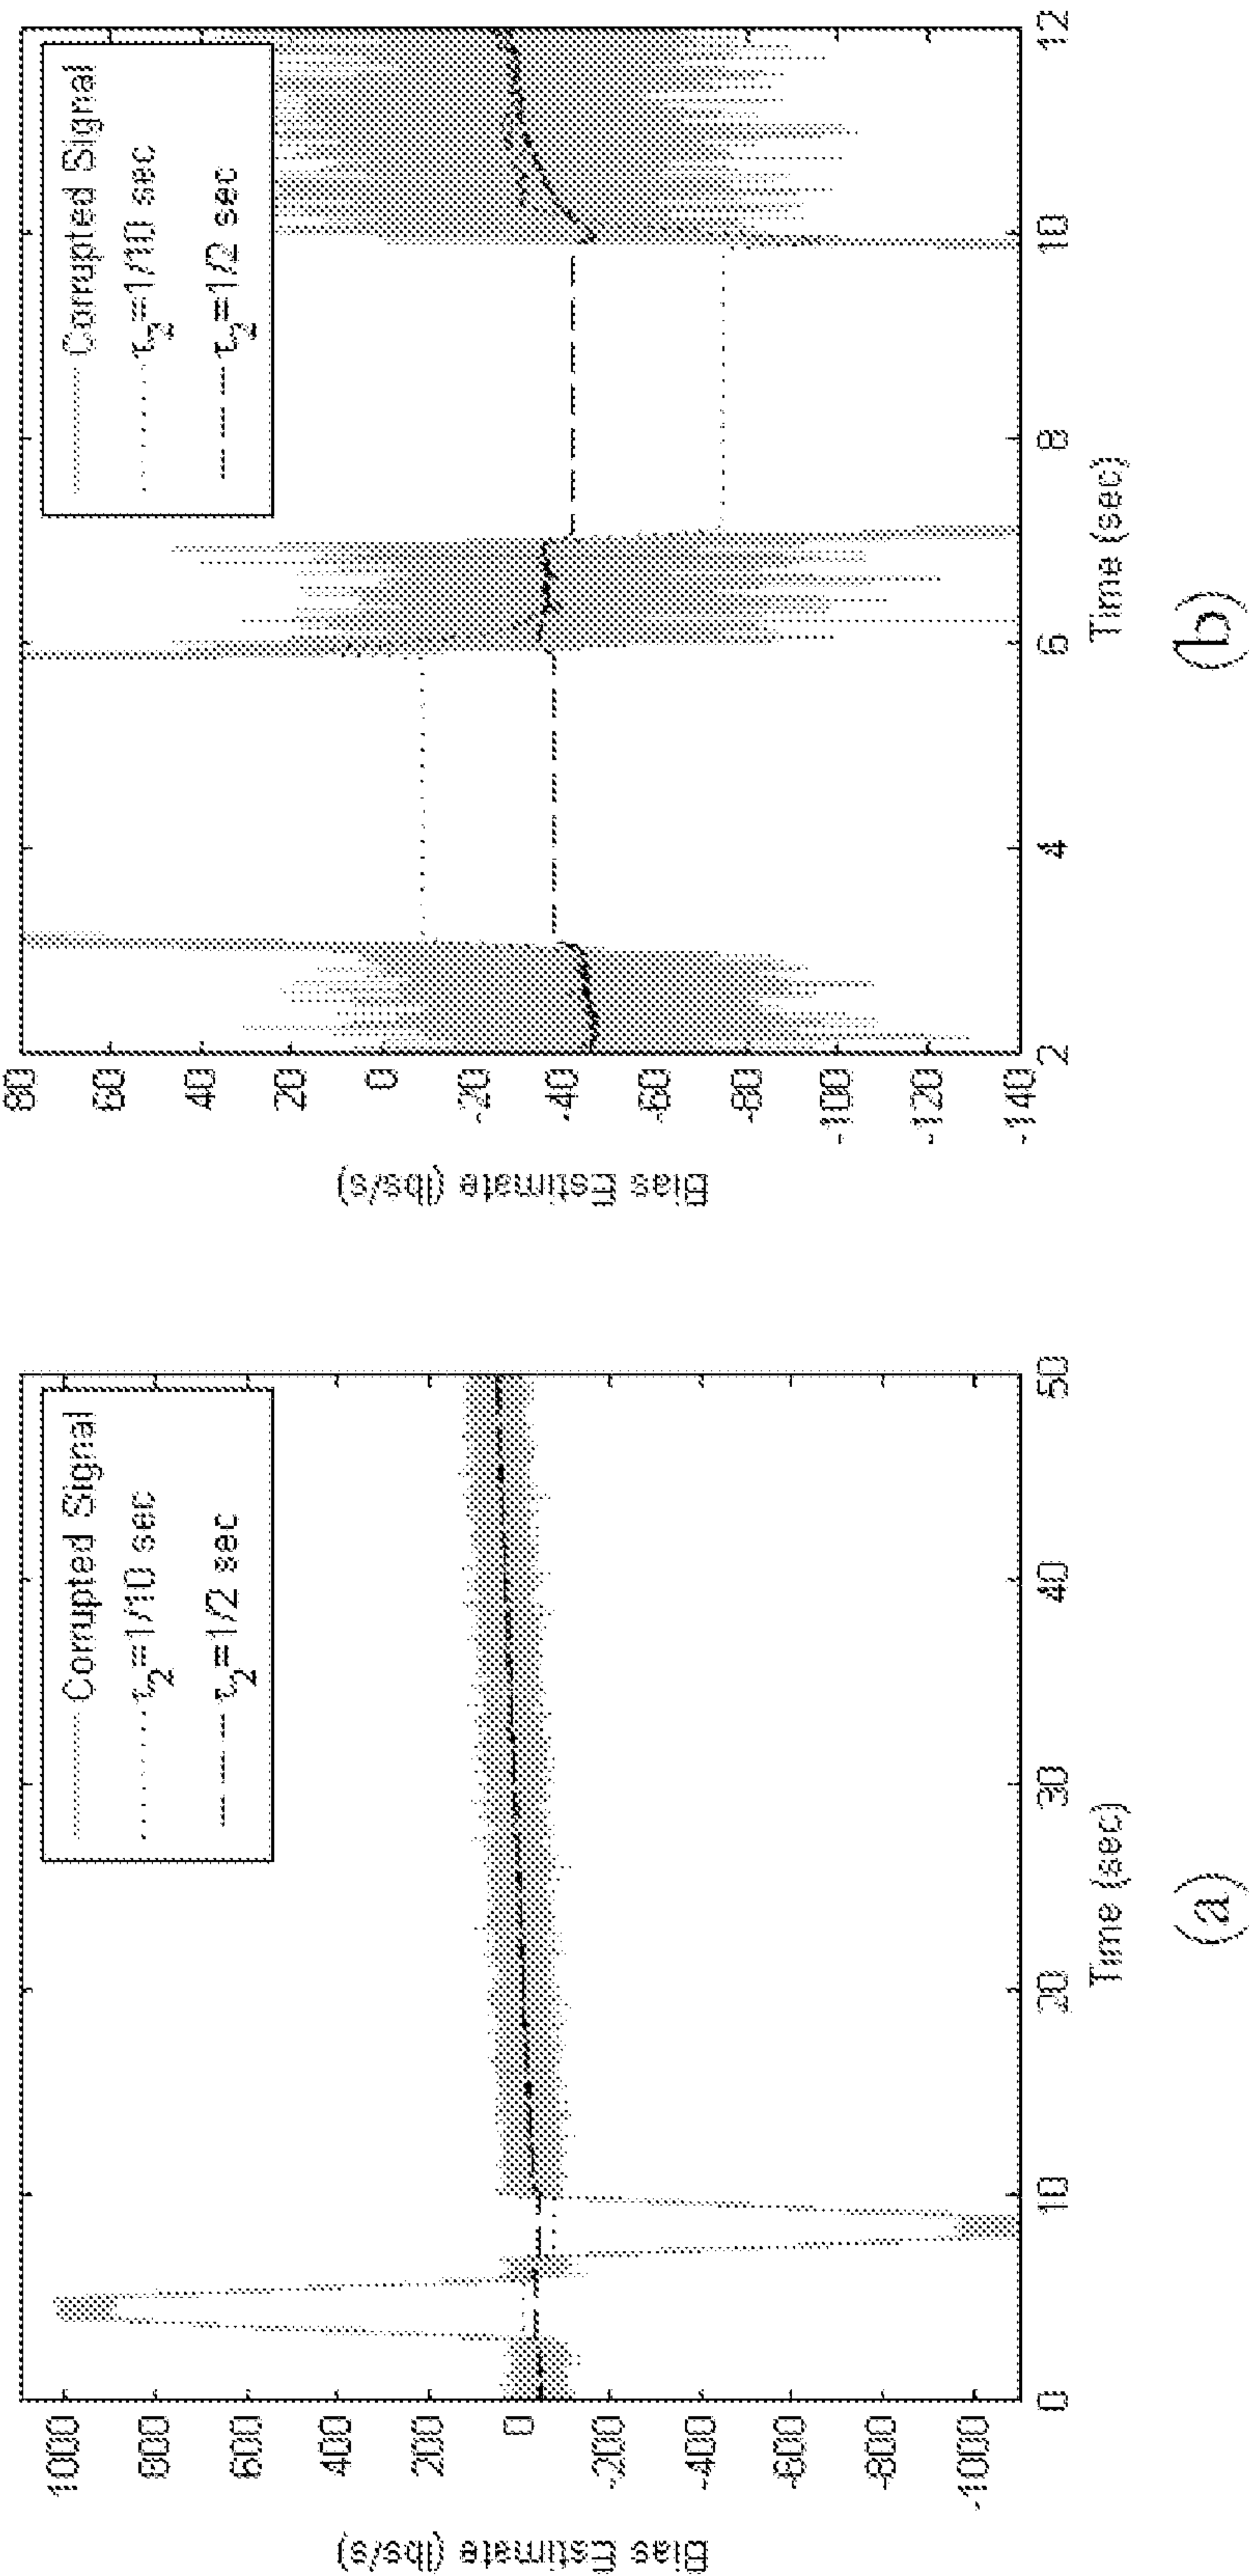 Bias Estimate (lbs/s)
1000
800
600
400
200
0
-200
-400
-600
-800
-1000
0
10
20
30
40
50
Time (sec)
Corrupted Signal
τ2=1/10 sec
τ2=1/2 sec
(a)
Bias Estimate (lbs/s)
80
60
40
20
0
-20
-40
-60
-80
-100
-120
-140
2
4
6
8
10
12
Time (sec)
Corrupted Signal
τ2=1/10 sec
τ2=1/2 sec
(b)